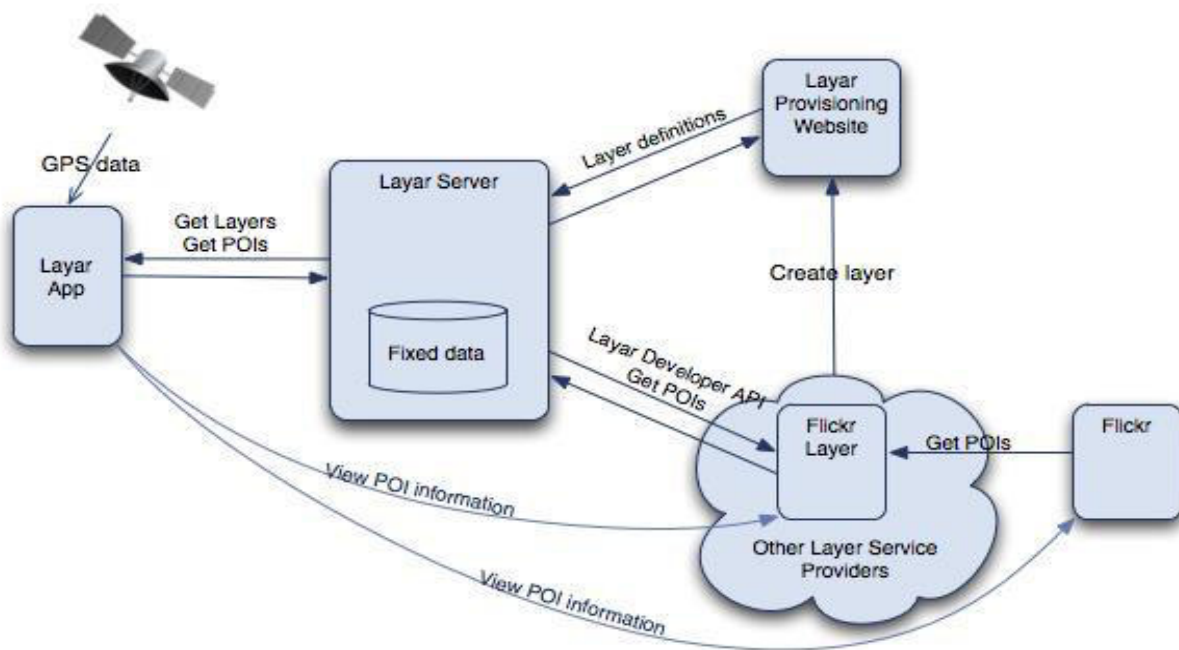 GPS data
Layar
App
Get Layers
Get POIs
Layar Server
Fixed data
Layer definitions
Layar
Provisioning
Website
Create layer
Layar Developer API
Get POIs
Flickr
Layer
Get POIs
Flickr
Other Layer Service
Providers
View POI information
View POI information